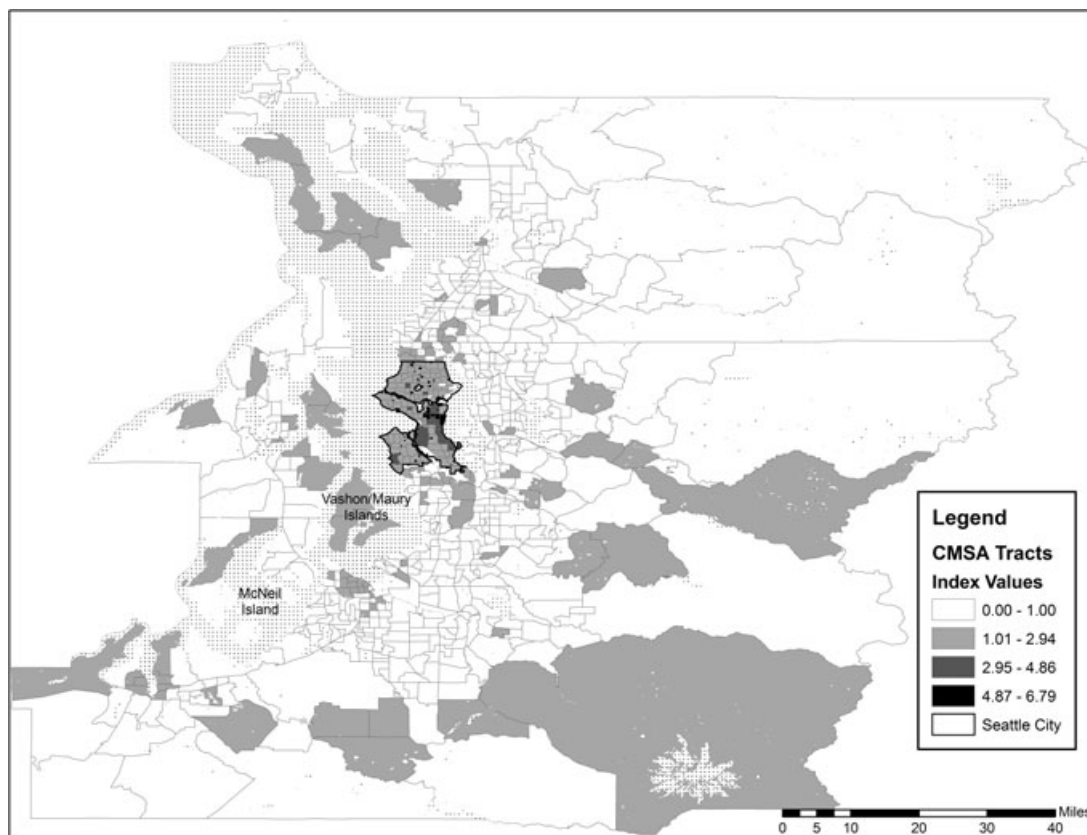 Vashon/Maury
Islands
McNeil
Island
Legend
CMSA Tracts
Index Values
0.00 - 1.00
1.01 - 2.94
2.95 - 4.86
4.87 - 6.79
Seattle City
Miles
0 5 10 20 30 40